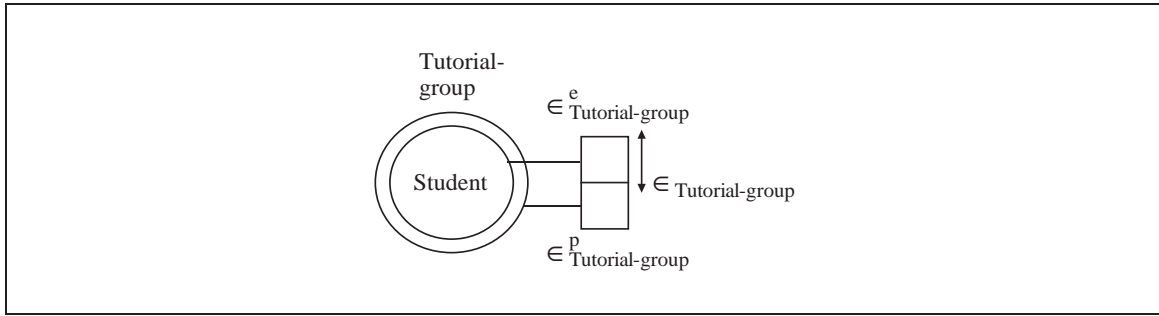 Tutorial-
group
∈ e Tutorial-group
Student
∈ Tutorial-group
∈ p Tutorial-group